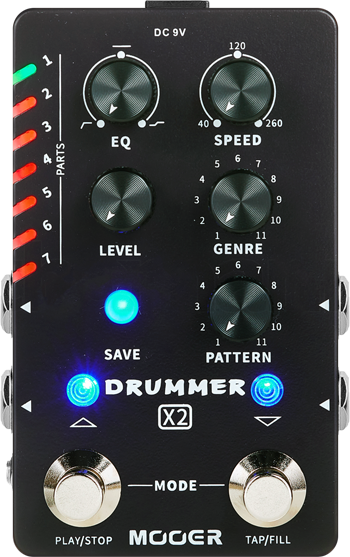 DC 9V
1
2
3
4
5
6
7
PARTS
EQ
120
40
260
SPEED
LEVEL
1
2
3
4
5
6
7
8
9
10
11
GENRE
SAVE
1
2
3
4
5
6
7
8
9
10
11
PATTERN
DRUMMER
X2
MODE
PLAY/STOP
MOOER
TAP/FILL